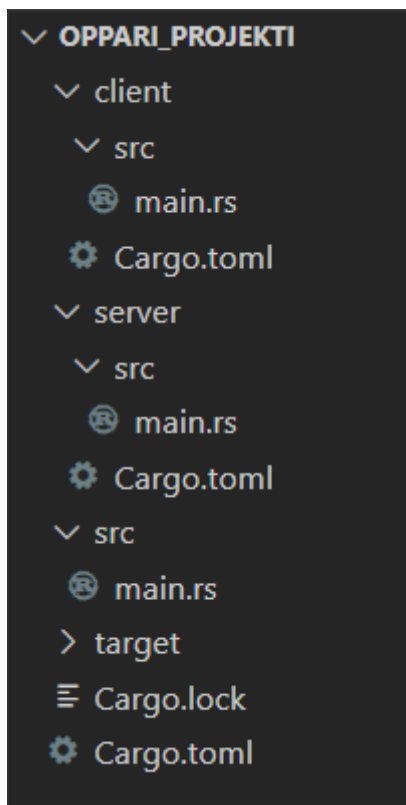 OPPARI_PROJEKTI
client
src
main.rs
Cargo.toml
server
src
main.rs
Cargo.toml
src
main.rs
target
Cargo.lock
Cargo.toml